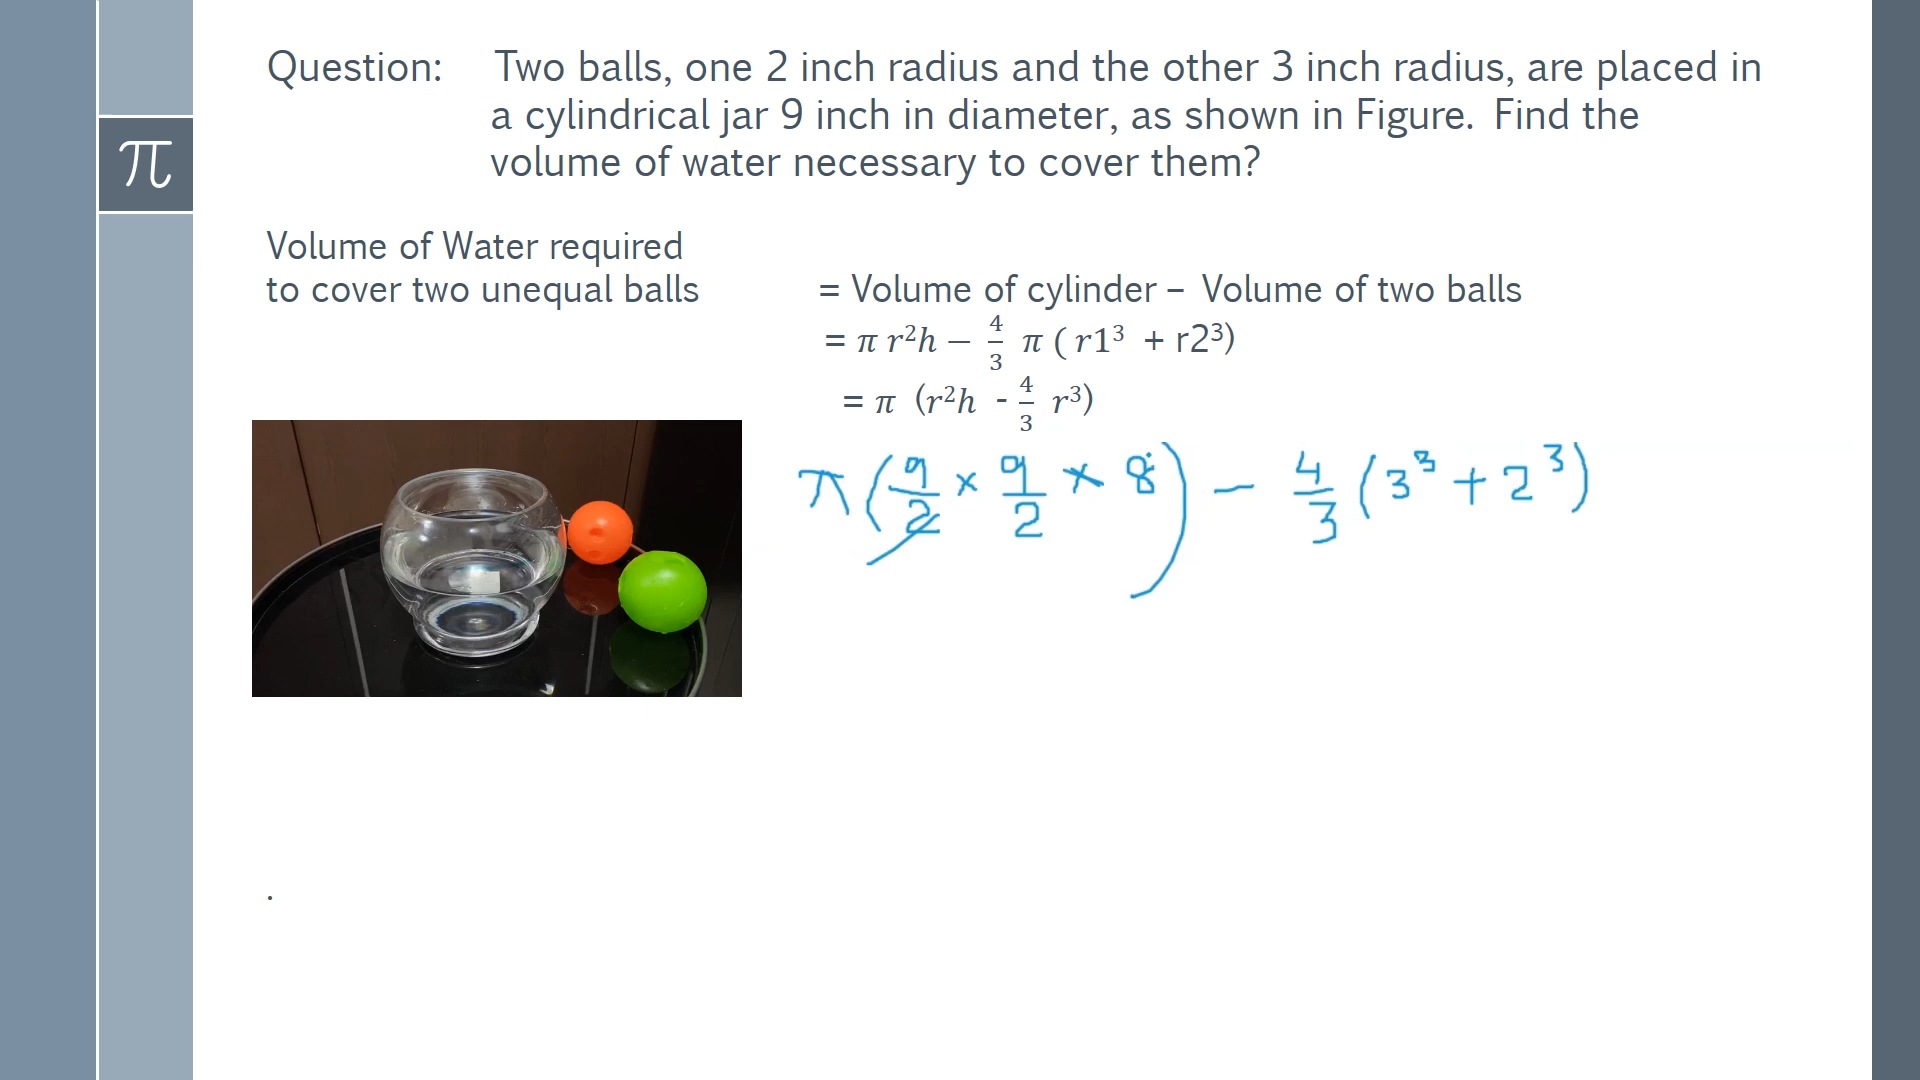 Question: Two balls, one 2 inch radius and the other 3 inch radius, are placed in
a cylindrical jar 9 inch in diameter, as shown in Figure. Find the
volume of water necessary to cover them?
π
Volume of Water required
to cover two unequal balls = Volume of cylinder – Volume of two balls
= π r²h − 4/3 π ( r1³ + r2³)
= π (r²h - 4/3 r³)
π(9/2 × 9/2 × 8) − 4/3 (3³ + 2³)
.